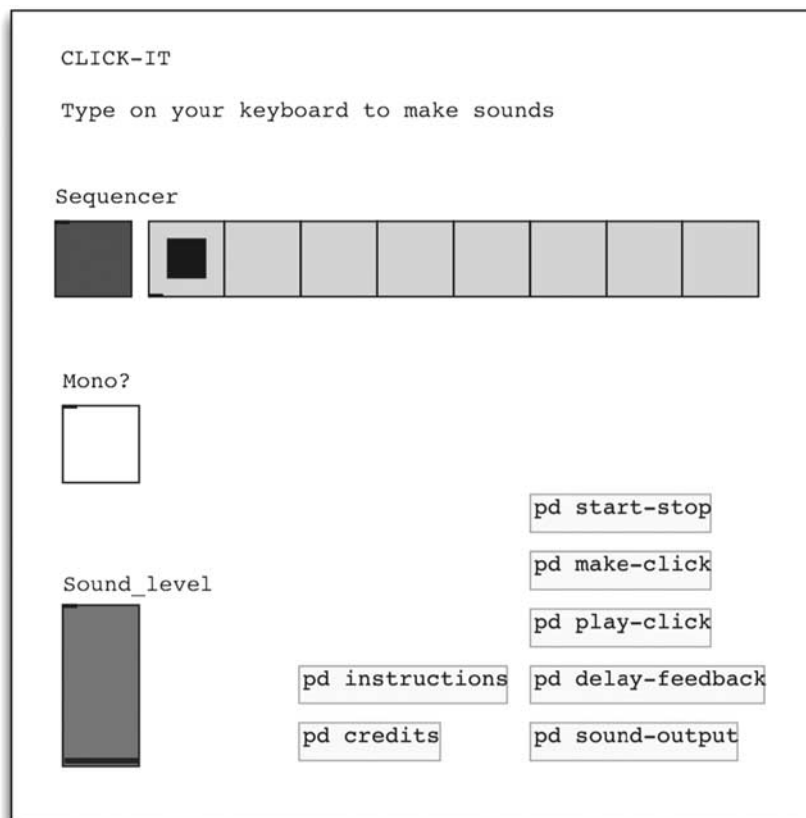 CLICK-IT
Type on your keyboard to make sounds
Sequencer
Mono?
pd start-stop
pd make-click
Sound_level
pd play-click
pd instructions
pd delay-feedback
pd credits
pd sound-output